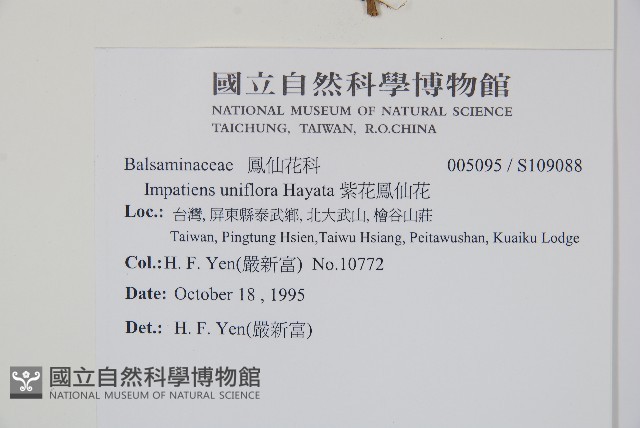 國立自然科學博物館
NATIONAL MUSEUM OF NATURAL SCIENCE
TAICHUNG, TAIWAN, R.O.CHINA
Balsaminaceae 鳳仙花科 005095 / S109088
Impatiens uniflora Hayata 紫花鳳仙花
Loc.: 台灣, 屏東縣泰武鄉, 北大武山, 檜谷山莊
Taiwan, Pingtung Hsien,Taiwu Hsiang, Peitawushan, Kuaiku Lodge
Col.: H. F. Yen(嚴新富) No.10772
Date: October 18 , 1995
Det.: H. F. Yen(嚴新富)
國立自然科學博物館
NATIONAL MUSEUM OF NATURAL SCIENCE